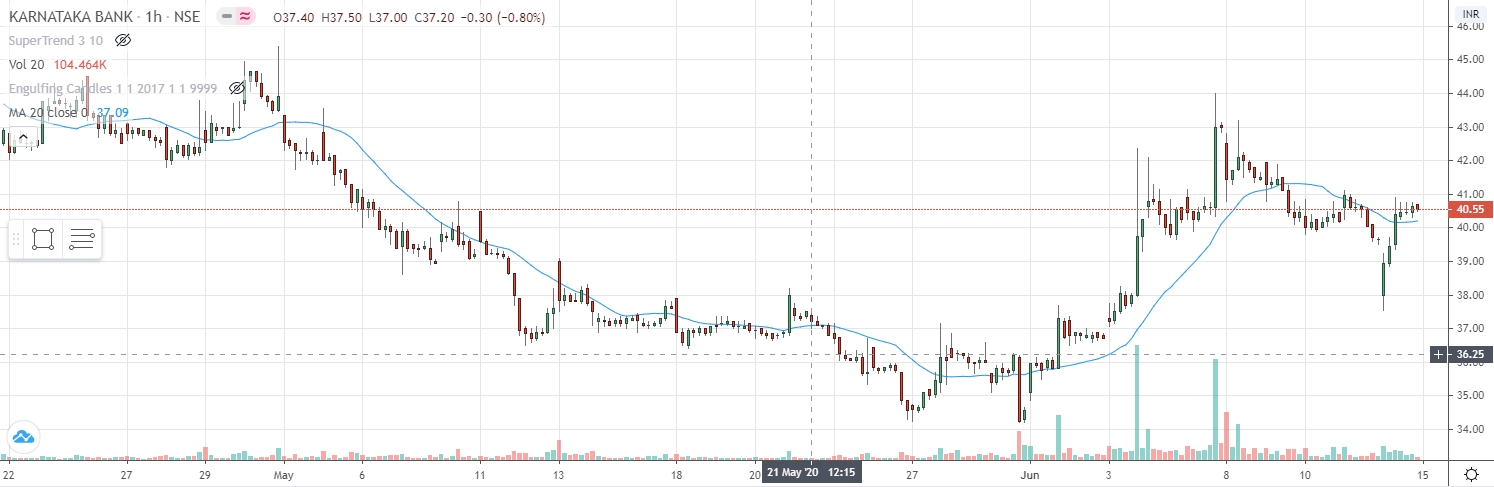 KARNATAKA BANK · 1h · NSE O37.40 H37.50 L37.00 C37.20 −0.30 (−0.80%)
INR
SuperTrend 3 10
Vol 20 104.464K
Engulfing Candles 1 1 2017 1 1 9999
MA 20 close 0 37.09
46.00
45.00
44.00
43.00
42.00
41.00
40.55
40.00
39.00
38.00
37.00
36.25
36.00
35.00
34.00
22 27 29 May 6 11 13 18 20 21 May '20 12:15 27 Jun 3 8 10 15